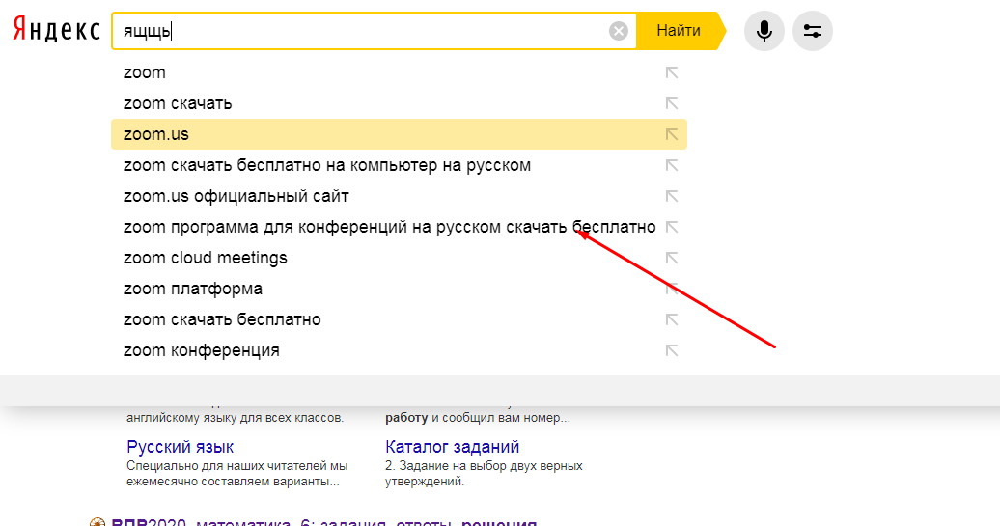 Яндекс ящщь Найти
zoom
zoom скачать
zoom.us
zoom скачать бесплатно на компьютер на русском
zoom.us официальный сайт
zoom программа для конференций на русском скачать бесплатно
zoom cloud meetings
zoom платформа
zoom скачать бесплатно
zoom конференция
английскому языку для всех классов.
работу и сообщил вам номер...
Русский язык
Специально для наших читателей мы
ежемесячно составляем варианты...
Каталог заданий
2. Задание на выбор двух верных
утверждений.
ВПР2020, математика, 6: задания, ответы, решения